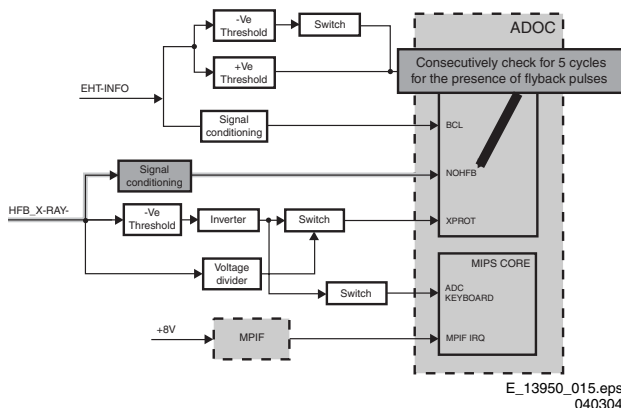 ADOC
-Ve
Threshold
Switch
+Ve
Threshold
Consecutively check for 5 cycles
for the presence of flyback pulses
EHT-INFO
Signal
conditioning
BCL
Signal
conditioning
NOHFB
HFB_X-RAY-
-Ve
Threshold
Inverter
Switch
XPROT
Voltage
divider
MIPS CORE
Switch
ADC
KEYBOARD
+8V
MPIF
MPIF IRQ
E_13950_015.eps
040304